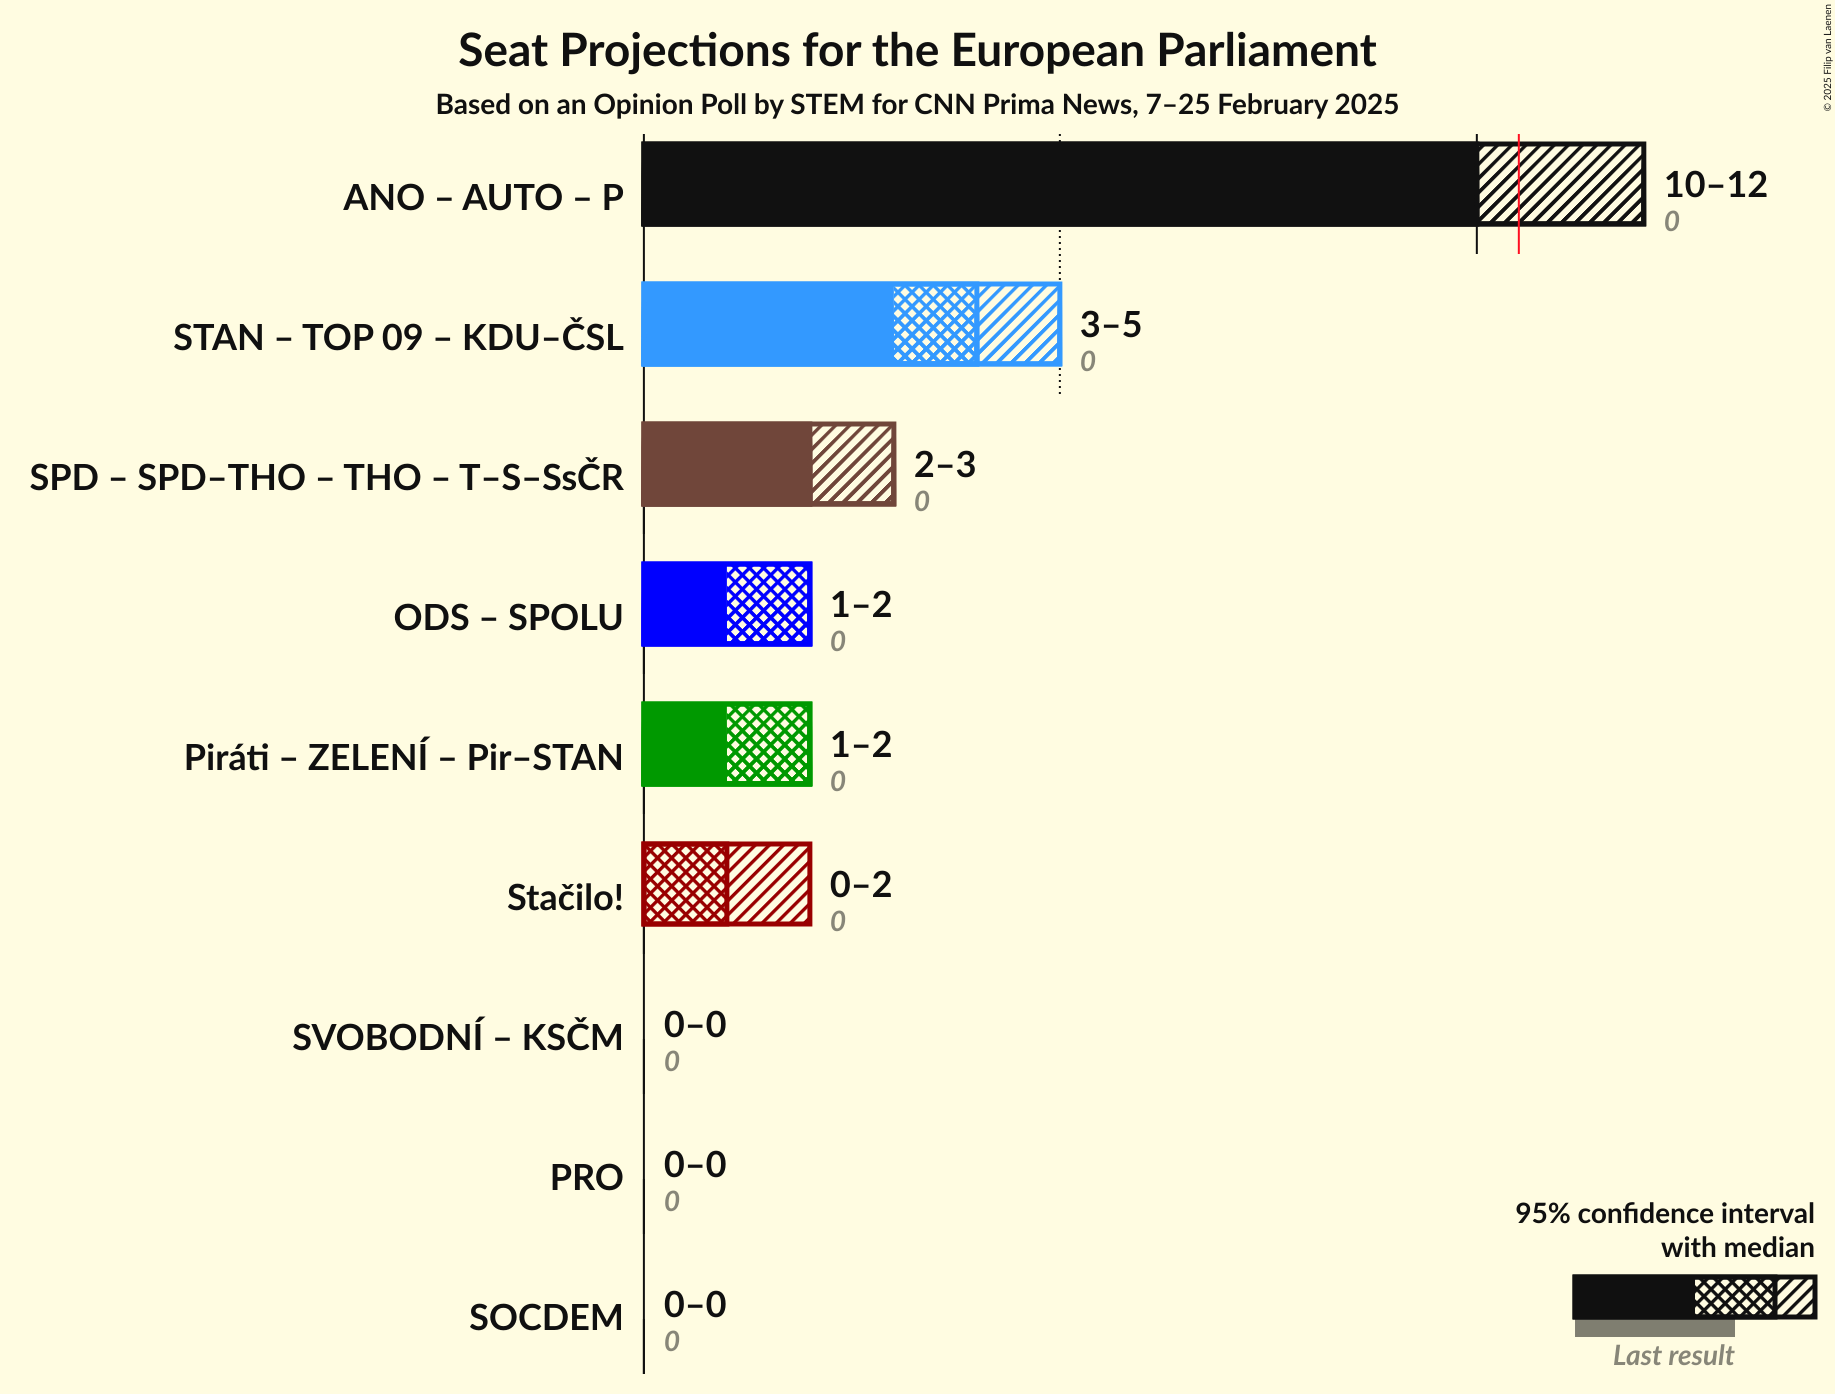 Seat Projections for the European Parliament
Based on an Opinion Poll by STEM for CNN Prima News, 7–25 February 2025
© 2025 Filip van Laenen
ANO – AUTO – P
10–12
0
STAN – TOP 09 – KDU–ČSL
3–5
0
SPD – SPD–THO – THO – T–S–SsČR
2–3
0
ODS – SPOLU
1–2
0
Piráti – ZELENÍ – Pir–STAN
1–2
0
Stačilo!
0–2
0
SVOBODNÍ – KSČM
0–0
0
PRO
0–0
0
SOCDEM
0–0
0
95% confidence interval
with median
Last result